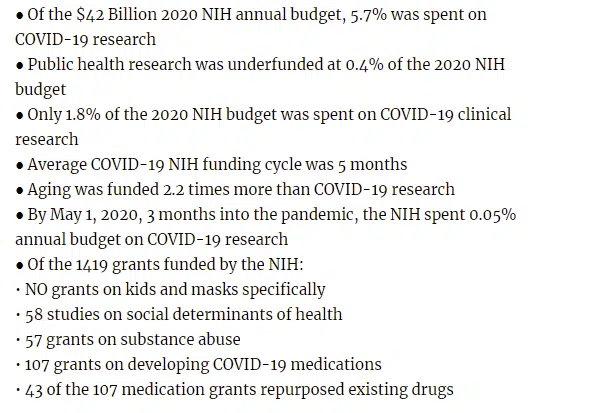 ● Of the $42 Billion 2020 NIH annual budget, 5.7% was spent on
COVID-19 research
● Public health research was underfunded at 0.4% of the 2020 NIH
budget
● Only 1.8% of the 2020 NIH budget was spent on COVID-19 clinical
research
● Average COVID-19 NIH funding cycle was 5 months
● Aging was funded 2.2 times more than COVID-19 research
● By May 1, 2020, 3 months into the pandemic, the NIH spent 0.05%
annual budget on COVID-19 research
● Of the 1419 grants funded by the NIH:
• NO grants on kids and masks specifically
• 58 studies on social determinants of health
• 57 grants on substance abuse
• 107 grants on developing COVID-19 medications
• 43 of the 107 medication grants repurposed existing drugs